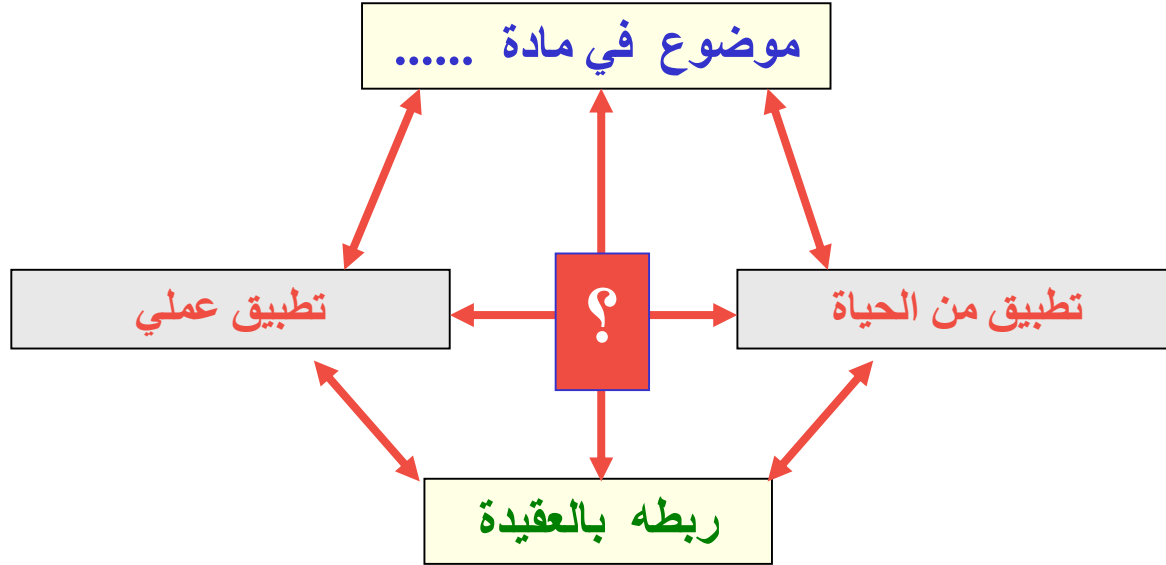 موضوع في مادة ......
تطبيق من الحياة
؟
تطبيق عملي
ربطه بالعقيدة